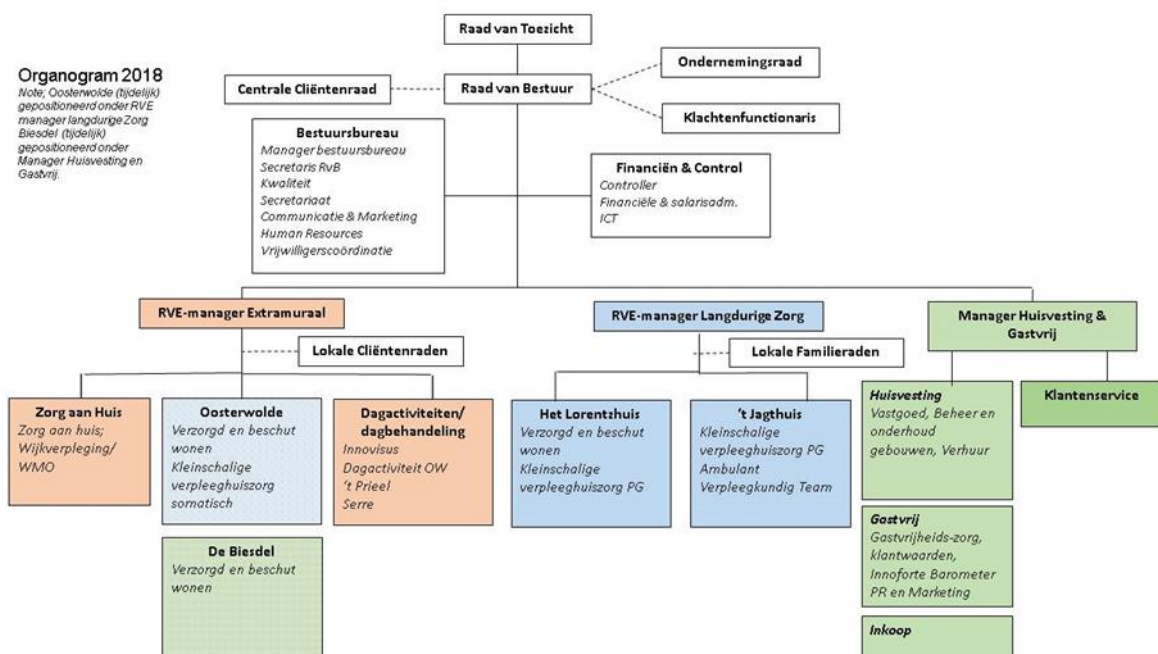 Organogram 2018
Note; Oosterwolde (tijdelijk)
gepositioneerd onder RVE
manager langdurige Zorg
Biesdel (tijdelijk)
gepositioneerd onder
Manager Huisvesting en
Gastvrij.
Raad van Toezicht
Centrale Cliëntenraad
Raad van Bestuur
Ondernemingsraad
Klachtenfunctionaris
Bestuursbureau
Manager bestuursbureau
Secretaris RvB
Kwaliteit
Secretariaat
Communicatie & Marketing
Human Resources
Vrijwilligerscoördinatie
Financiën & Control
Controller
Financiële & salarisadm.
ICT
RVE-manager Extramuraal
Lokale Cliëntenraden
Zorg aan Huis
Zorg aan huis;
Wijkverpleging/
WMO
Oosterwolde
Verzorgd en beschut
wonen
Kleinschalige
verpleeghuiszorg
somatisch
De Biesdel
Verzorgd en beschut
wonen
Dagactiviteiten/
dagbehandeling
Innovisus
Dagactiviteit OW
't Prieel
Serre
RVE-manager Langdurige Zorg
Lokale Familieraden
Het Lorentzhuis
Verzorgd en beschut
wonen
Kleinschalige
verpleeghuiszorg PG
't Jagthuis
Kleinschalige
verpleeghuiszorg PG
Ambulant
Verpleegkundig Team
Manager Huisvesting &
Gastvrij
Huisvesting
Vastgoed, Beheer en
onderhoud
gebouwen, Verhuur
Gastvrij
Gastvrijheids-zorg,
klantwaarden,
Innoforte Barometer
PR en Marketing
Inkoop
Klantenservice